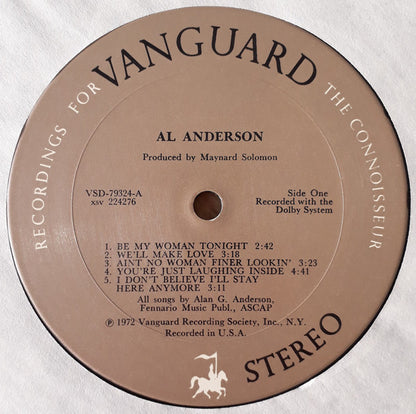 RECORDINGS FOR VANGUARD THE CONNOISSEUR
AL ANDERSON
Produced by Maynard Solomon
VSD-79324-A
xsv 224276
Side One
Recorded with the
Dolby System
1. BE MY WOMAN TONIGHT 2:42
2. WE'LL MAKE LOVE 3:18
3. AINT NO WOMAN FINER LOOKIN' 3:23
4. YOU'RE JUST LAUGHING INSIDE 4:41
5. I DON'T BELIEVE I'LL STAY
HERE ANYMORE 3:11
All songs by Alan G. Anderson,
Fennario Music Publ., ASCAP
℗ 1972 Vanguard Recording Society, Inc., N.Y.
Recorded in U.S.A.
STEREO